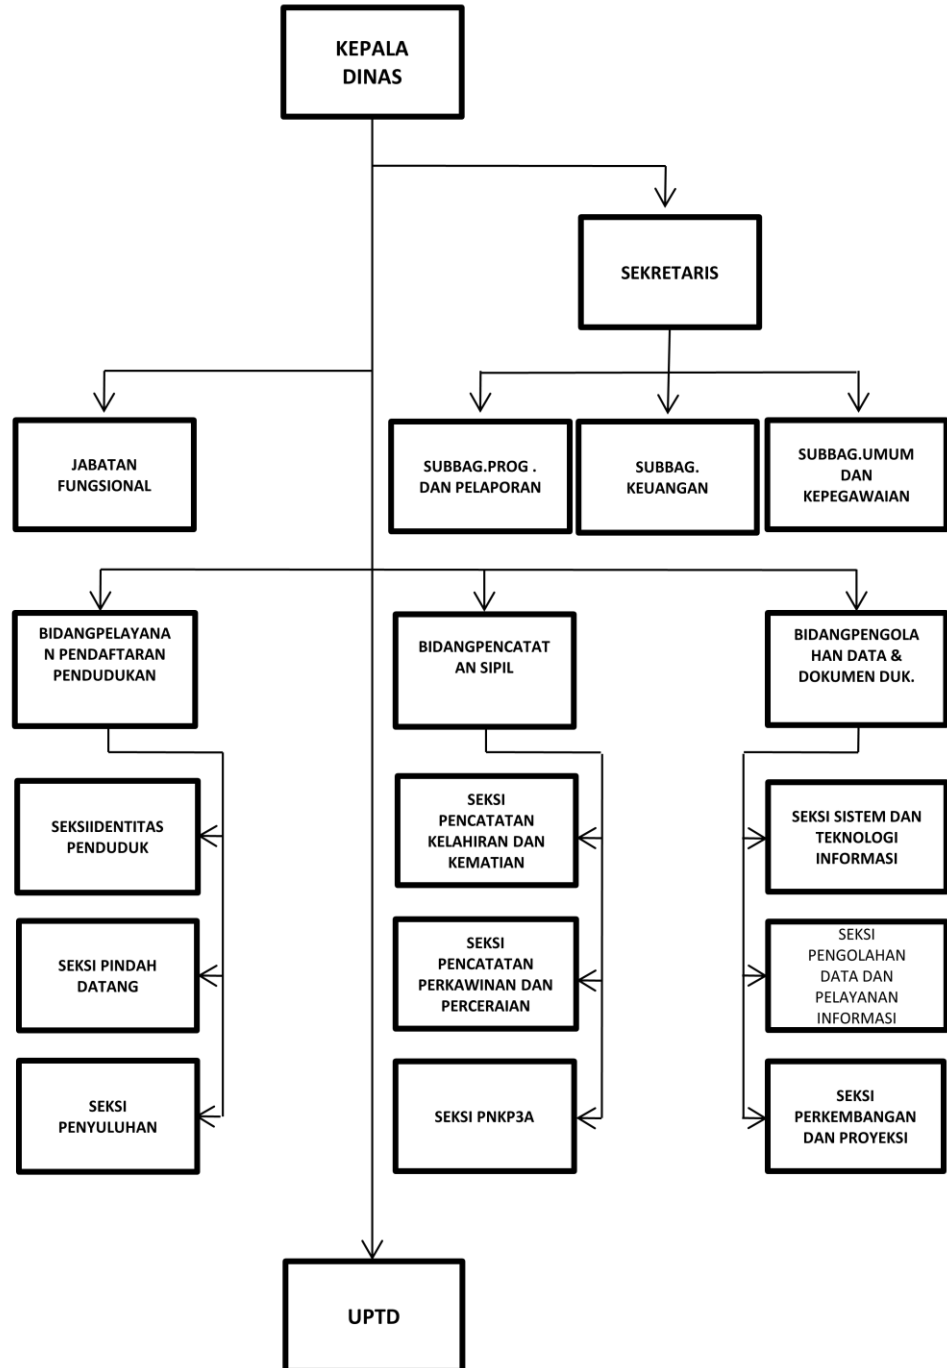 KEPALA
DINAS
SEKRETARIS
JABATAN
FUNGSIONAL
SUBBAG.PROG .
DAN PELAPORAN
SUBBAG.
KEUANGAN
SUBBAG.UMUM
DAN
KEPEGAWAIAN
BIDANGPELAYANA
N PENDAFTARAN
PENDUDUKAN
BIDANGPENCATAT
AN SIPIL
BIDANGPENGOLA
HAN DATA &
DOKUMEN DUK.
SEKSIIDENTITAS
PENDUDUK
SEKSI
PENCATATAN
KELAHIRAN DAN
KEMATIAN
SEKSI SISTEM DAN
TEKNOLOGI
INFORMASI
SEKSI PINDAH
DATANG
SEKSI
PENCATATAN
PERKAWINAN DAN
PERCERAIAN
SEKSI
PENGOLAHAN
DATA DAN
PELAYANAN
INFORMASI
SEKSI
PENYULUHAN
SEKSI PNKP3A
SEKSI
PERKEMBANGAN
DAN PROYEKSI
UPTD